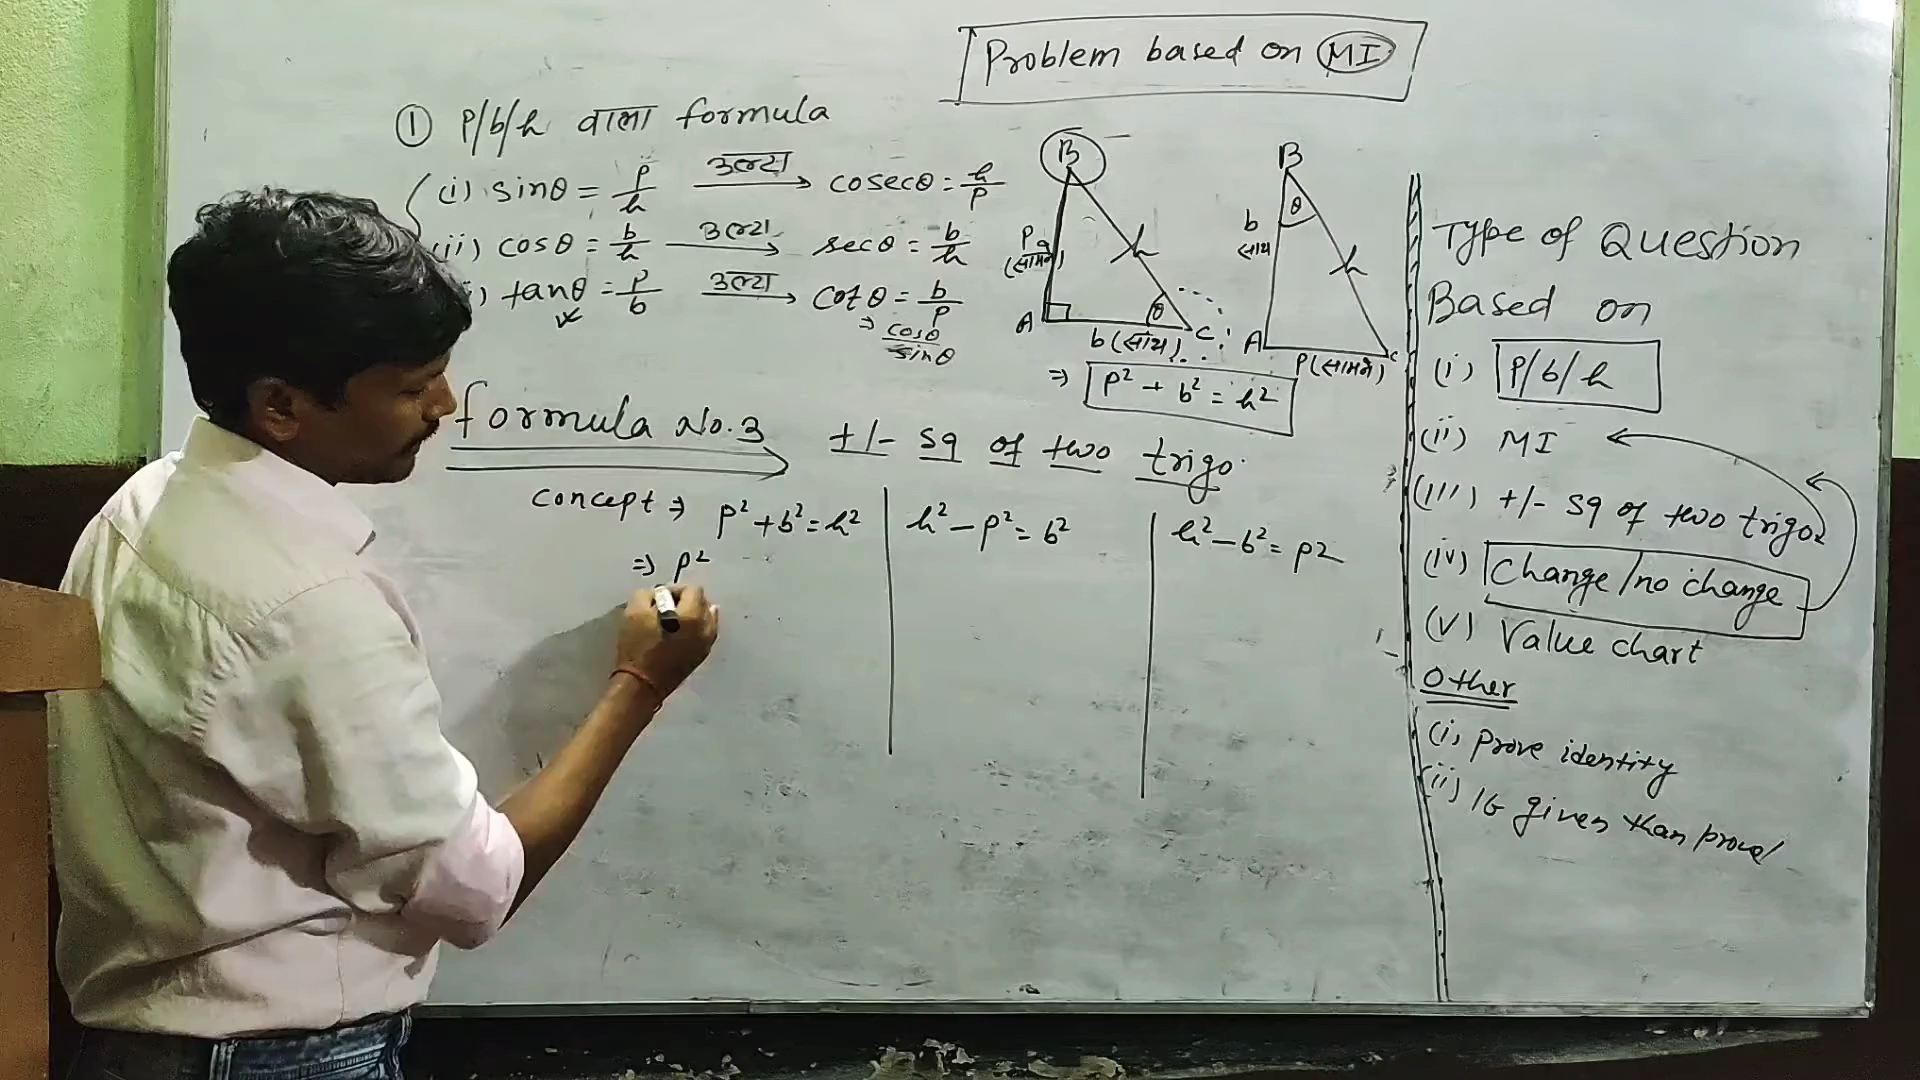 Problem based on MI
① P/b/h वाला formula
(i) sinθ = p/h उल्टा → cosecθ = h/p
(ii) cosθ = b/h उल्टा → secθ = b/h
) tanθ = p/b उल्टा → cotθ = b/p
⇒ cosθ/sinθ
B
P
(सामने)
h
A
θ
C
b (साथ)
⇒ p² + b² = h²
B
θ
b
साथ
h
A
P (सामने)
C
formula No. 3 +/- sq of two trigo.
concept ⇒ p² + b² = h²
⇒ p²
h² - p² = b²
h² - b² = p2
Type of Question
Based on
(i) P/b/h
(ii) MI
(iii) +/- sq of two trigo
(iv) Change/no change
(v) Value chart
Other
(i) prove identity
(ii) given than prove